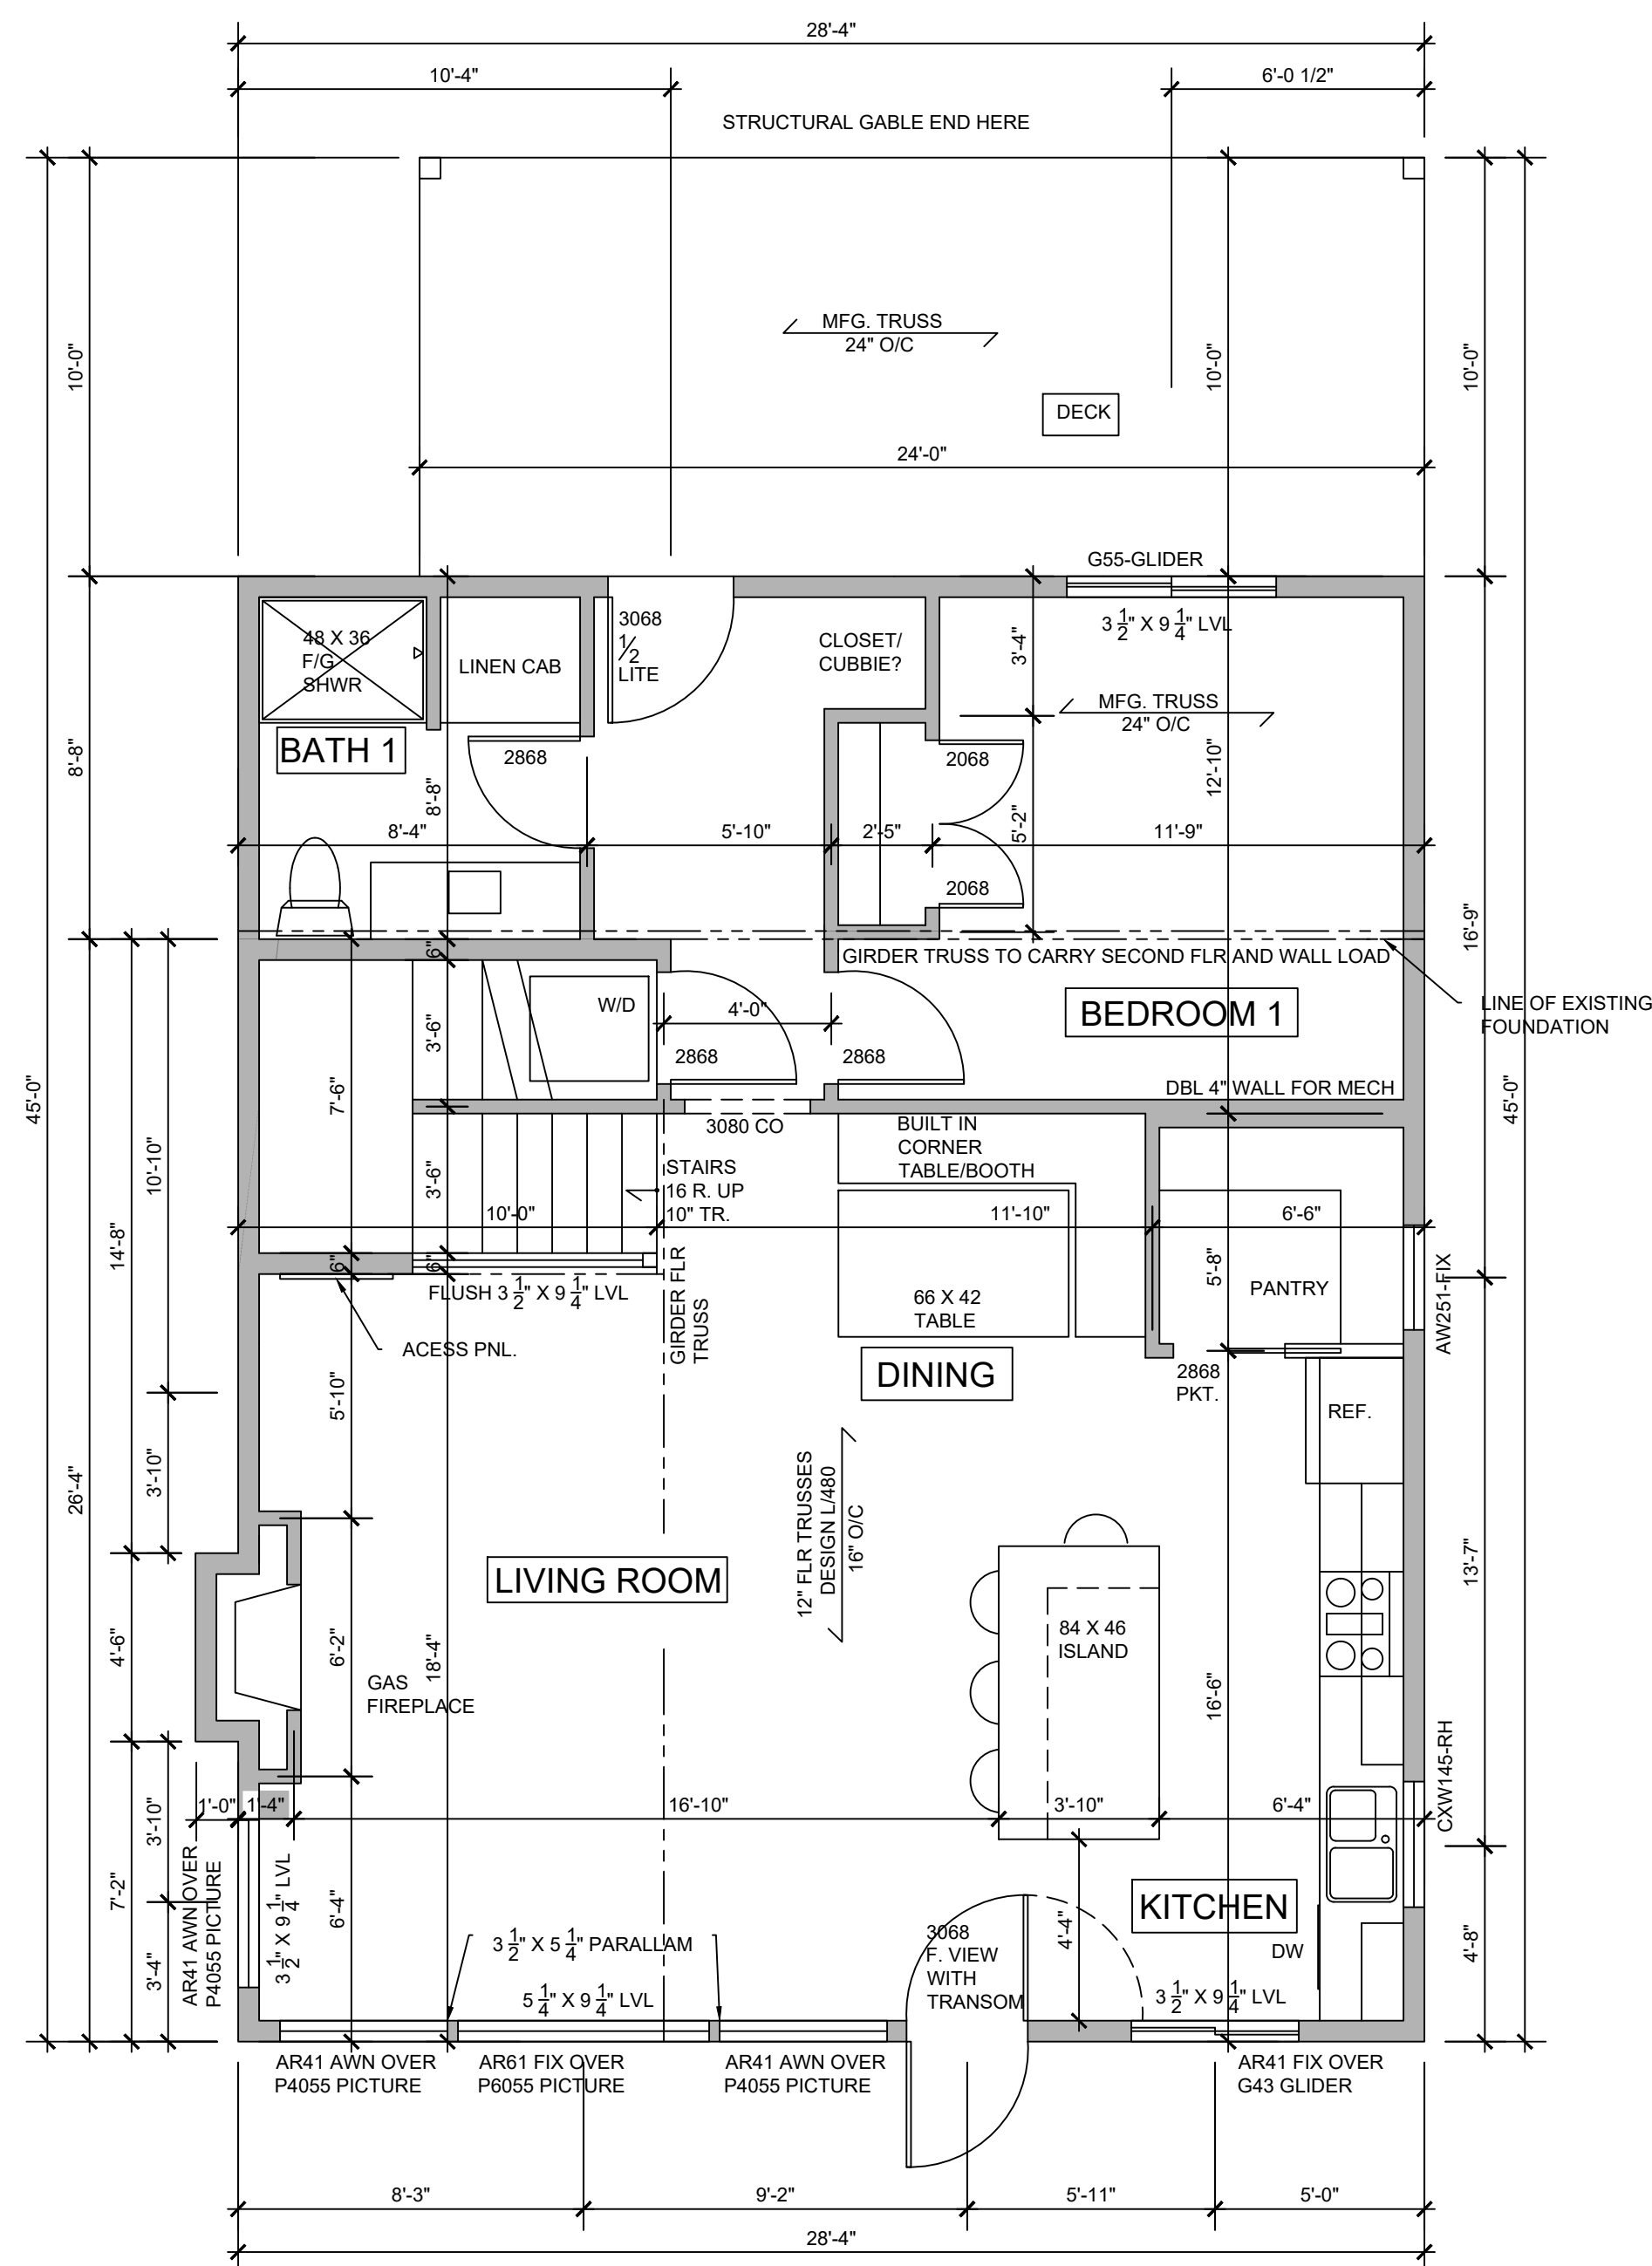 28'-4"
10'-4"
6'-0 1/2"
STRUCTURAL GABLE END HERE
MFG. TRUSS
24" O/C
10'-0"
10'-0"
10'-0"
DECK
24'-0"
G55-GLIDER
3 1/2" X 9 1/4" LVL
48 X 36
F/G
SHWR
LINEN CAB
3068
1/2
LITE
CLOSET/
CUBBIE?
3'-4"
MFG. TRUSS
24" O/C
BATH 1
2868
2068
8'-8"
8'-8"
12'-10"
8'-4"
5'-10"
2'-5"
5'-2"
11'-9"
2068
16'-9"
6"
GIRDER TRUSS TO CARRY SECOND FLR AND WALL LOAD
W/D
4'-0"
BEDROOM 1
LINE OF EXISTING
FOUNDATION
3'-6"
2868
2868
7'-6"
DBL 4" WALL FOR MECH
45'-0"
45'-0"
3080 CO
BUILT IN
CORNER
TABLE/BOOTH
10'-10"
3'-6"
STAIRS
16 R. UP
10" TR.
10'-0"
11'-10"
6'-6"
14'-8"
6"
6"
5'-8"
PANTRY
FLUSH 3 1/2" X 9 1/4" LVL
GIRDER FLR
TRUSS
66 X 42
TABLE
AW251-FIX
ACESS PNL.
DINING
2868
PKT.
5'-10"
REF.
3'-10"
26'-4"
12" FLR TRUSSES
DESIGN L/480
16" O/C
LIVING ROOM
13'-7"
4'-6"
6'-2"
18'-4"
84 X 46
ISLAND
GAS
FIREPLACE
16'-6"
CXW145-RH
1'-0"
1'-4"
16'-10"
3'-10"
6'-4"
3'-10"
7'-2"
AR41 AWN OVER
P4055 PICTURE
3 1/2" X 9 1/4" LVL
6'-4"
KITCHEN
3'-4"
3 1/2" X 5 1/4" PARALLAM
3068
F. VIEW
WITH
TRANSOM
4'-4"
DW
4'-8"
5 1/4" X 9 1/4" LVL
3 1/2" X 9 1/4" LVL
AR41 AWN OVER
P4055 PICTURE
AR61 FIX OVER
P6055 PICTURE
AR41 AWN OVER
P4055 PICTURE
AR41 FIX OVER
G43 GLIDER
8'-3"
9'-2"
5'-11"
5'-0"
28'-4"